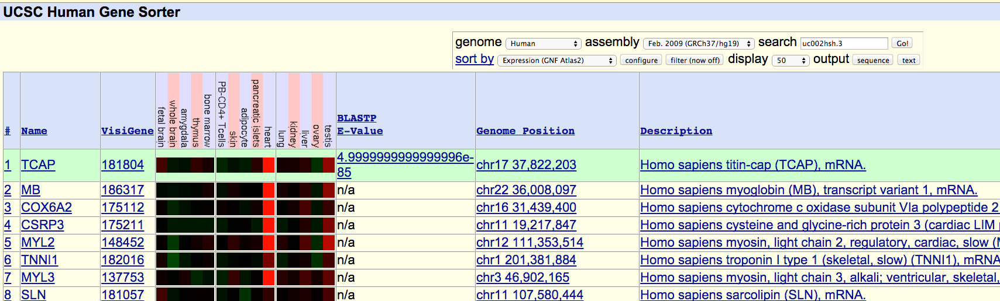 UCSC Human Gene Sorter
genome Human assembly Feb. 2009 (GRCh37/hg19) search uc002hsh.3 Go!
sort by Expression (GNF Atlas2) configure filter (now off) display 50 output sequence text
# Name VisiGene fetal brain whole brain amygdala thymus bone marrow PB-CD4+ Tcells skin adipocyte pancreatic islets heart lung kidney liver ovary testis BLASTP E-Value Genome Position Description
1 TCAP 181804 4.9999999999999996e-85 chr17 37,822,203 Homo sapiens titin-cap (TCAP), mRNA.
2 MB 186317 n/a chr22 36,008,097 Homo sapiens myoglobin (MB), transcript variant 1, mRNA.
3 COX6A2 175112 n/a chr16 31,439,400 Homo sapiens cytochrome c oxidase subunit VIa polypeptide 2
4 CSRP3 175211 n/a chr11 19,217,847 Homo sapiens cysteine and glycine-rich protein 3 (cardiac LIM
5 MYL2 148452 n/a chr12 111,353,514 Homo sapiens myosin, light chain 2, regulatory, cardiac, slow
6 TNNI1 182016 n/a chr1 201,381,884 Homo sapiens troponin I type 1 (skeletal, slow) (TNNI1), mRNA
7 MYL3 137753 n/a chr3 46,902,165 Homo sapiens myosin, light chain 3, alkali; ventricular, skeletal,
8 SLN 181057 n/a chr11 107,580,444 Homo sapiens sarcolipin (SLN), mRNA.